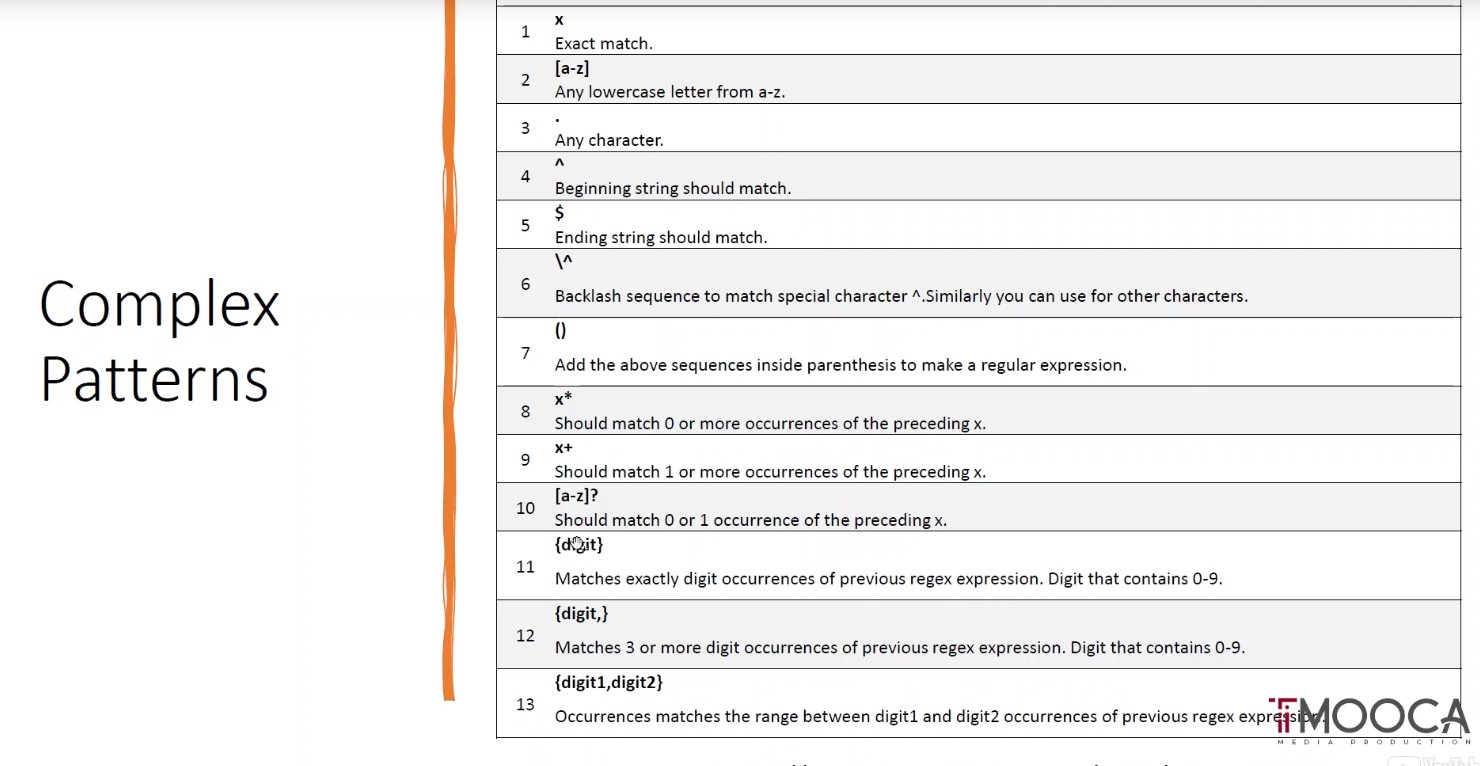 Complex
Patterns
1
x
Exact match.
2
[a-z]
Any lowercase letter from a-z.
3
.
Any character.
4
^
Beginning string should match.
5
$
Ending string should match.
6
\^
Backlash sequence to match special character ^.Similarly you can use for other characters.
7
()
Add the above sequences inside parenthesis to make a regular expression.
8
x*
Should match 0 or more occurrences of the preceding x.
9
x+
Should match 1 or more occurrences of the preceding x.
10
[a-z]?
Should match 0 or 1 occurrence of the preceding x.
11
{digit}
Matches exactly digit occurrences of previous regex expression. Digit that contains 0-9.
12
{digit,}
Matches 3 or more digit occurrences of previous regex expression. Digit that contains 0-9.
13
{digit1,digit2}
Occurrences matches the range between digit1 and digit2 occurrences of previous regex expression.
TMOOCA
MEDIA PRODUCTION